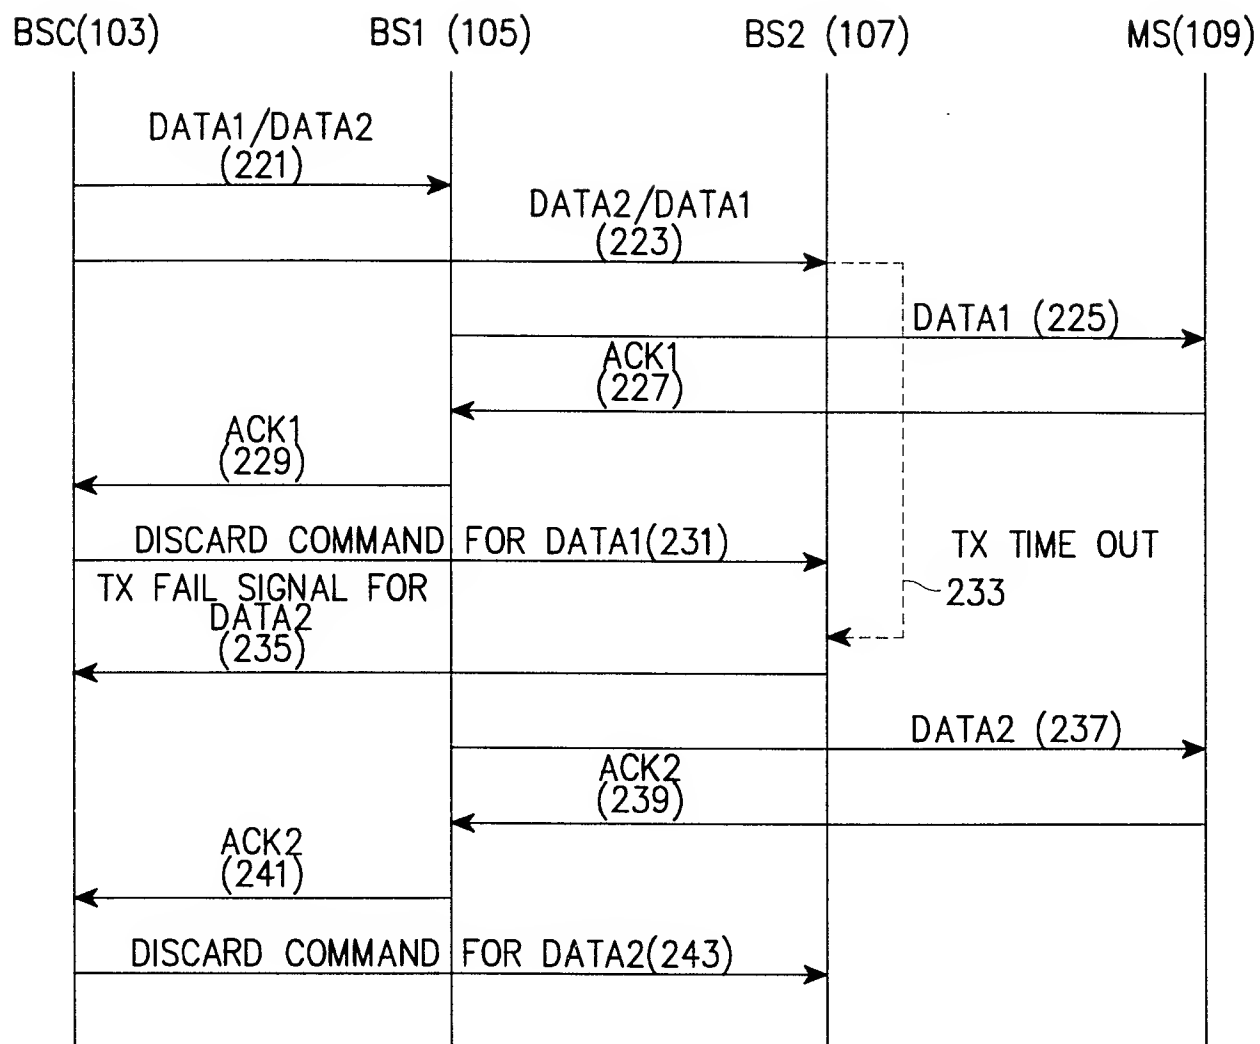 BSC(103) BS1 (105) BS2 (107) MS(109)
DATA1/DATA2
(221)
DATA2/DATA1
(223)
DATA1 (225)
ACK1
(227)
ACK1
(229)
DISCARD COMMAND FOR DATA1(231)
TX TIME OUT
233
TX FAIL SIGNAL FOR
DATA2
(235)
DATA2 (237)
ACK2
(239)
ACK2
(241)
DISCARD COMMAND FOR DATA2(243)